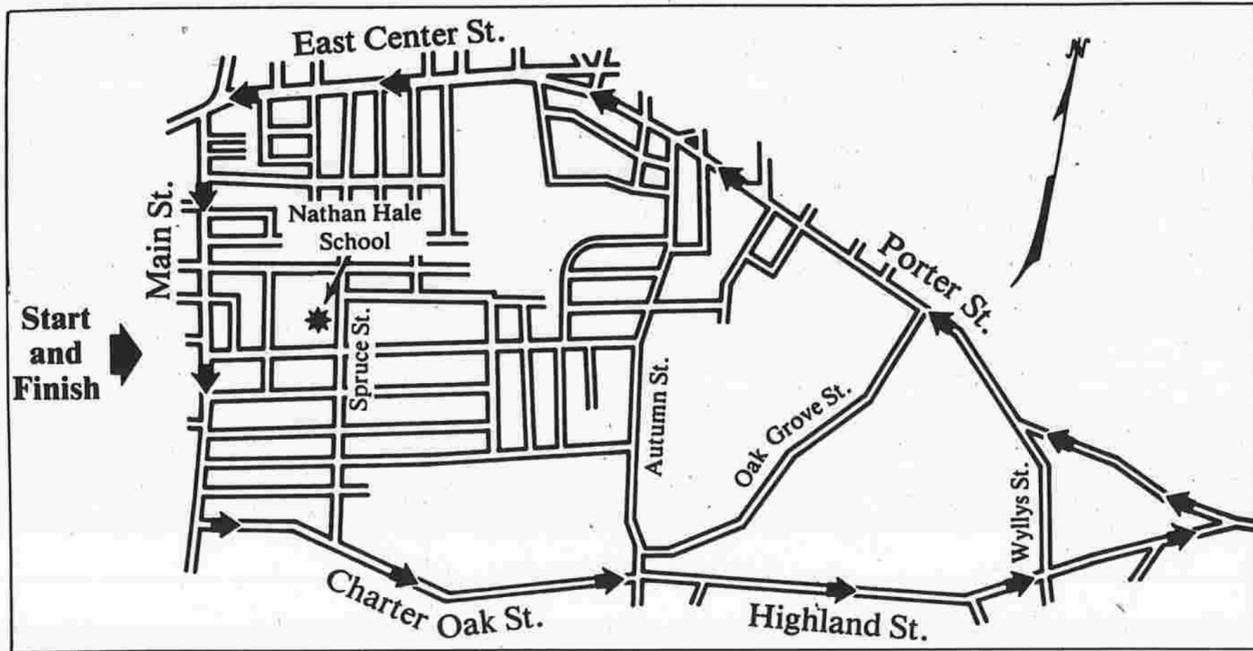 East Center St.
N
Main St.
Nathan Hale
School
Porter St.
Start
and
Finish
Spruce St.
Autumn St.
Oak Grove St.
Wyllys St.
Charter Oak St.
Highland St.